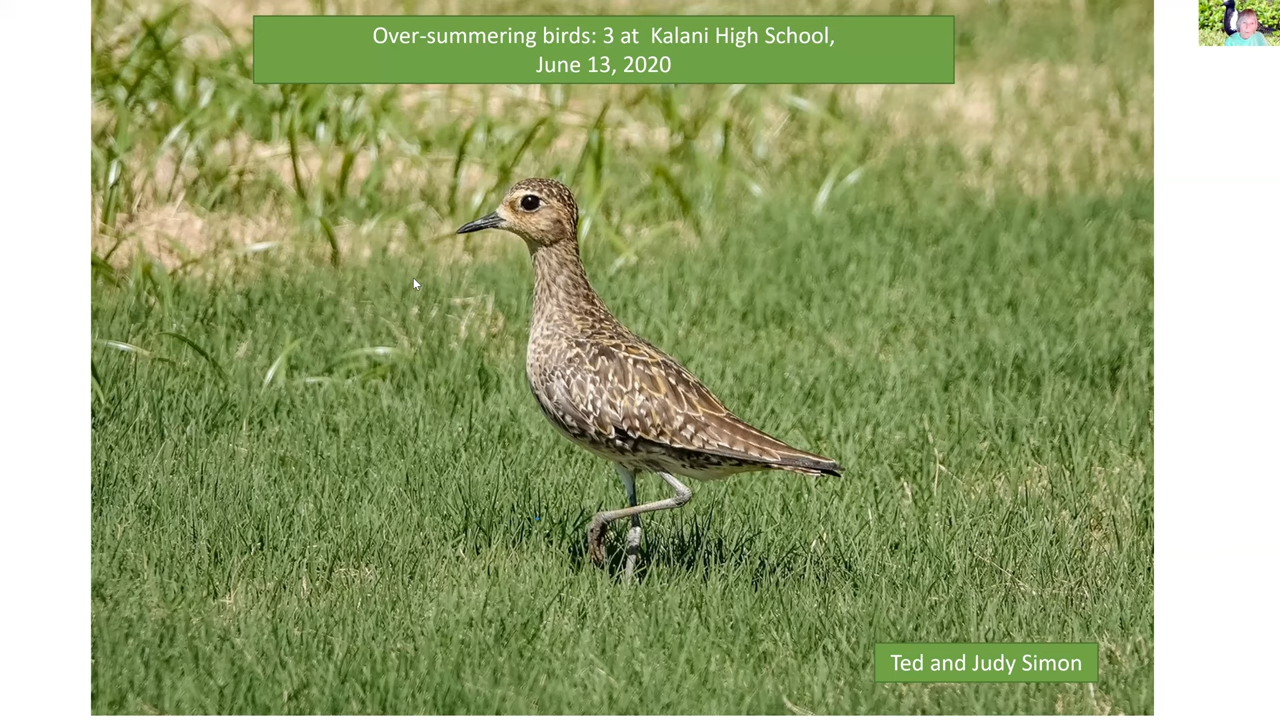 Over-summering birds: 3 at Kalani High School,
June 13, 2020
Ted and Judy Simon